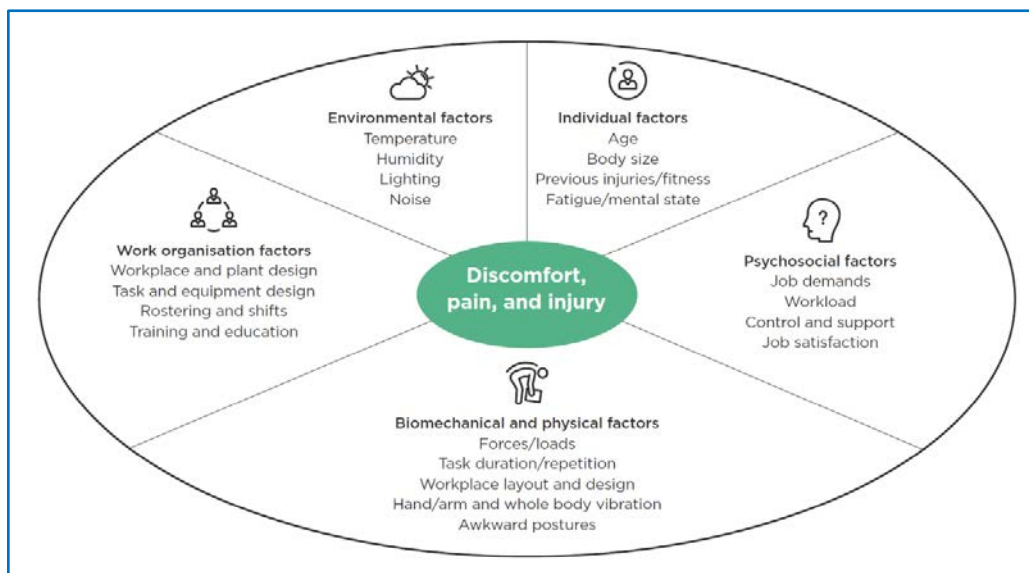 Environmental factors
Temperature
Humidity
Lighting
Noise
Individual factors
Age
Body size
Previous injuries/fitness
Fatigue/mental state
Work organisation factors
Workplace and plant design
Task and equipment design
Rostering and shifts
Training and education
Discomfort,
pain, and injury
?
Psychosocial factors
Job demands
Workload
Control and support
Job satisfaction
Biomechanical and physical factors
Forces/loads
Task duration/repetition
Workplace layout and design
Hand/arm and whole body vibration
Awkward postures